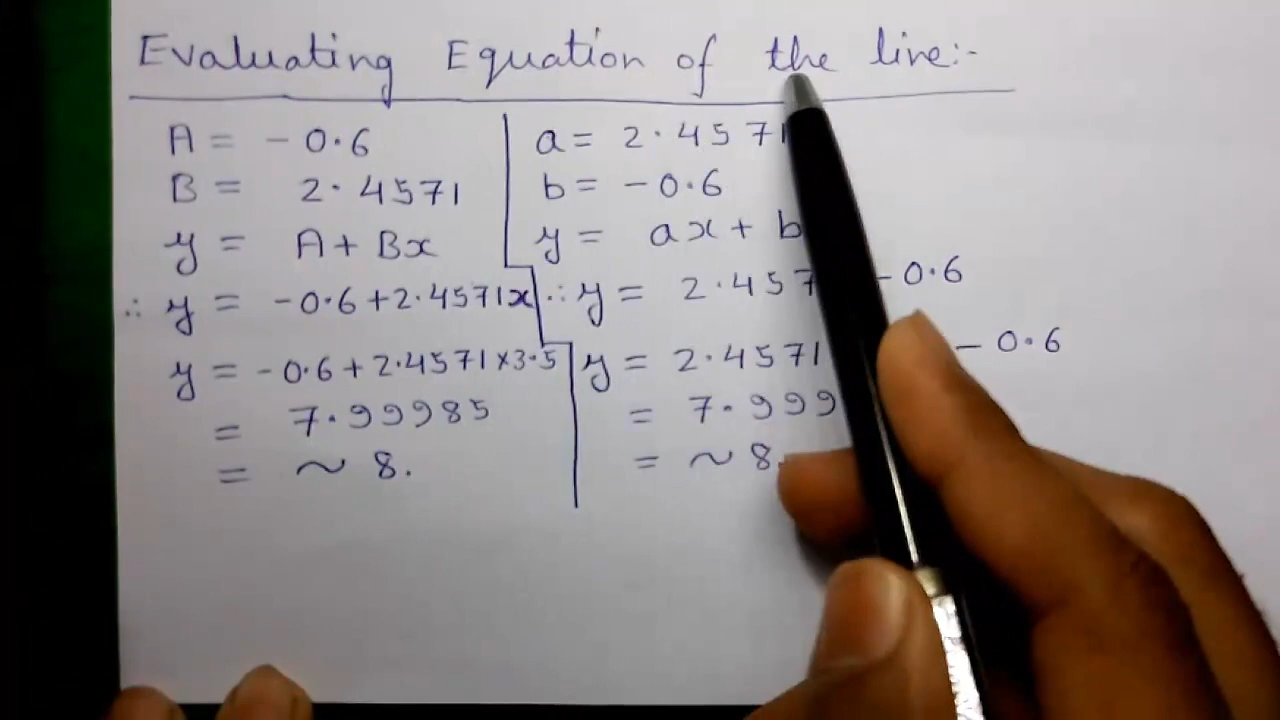 Evaluating Equation of the line:-
A = -0.6
B = 2.4571
y = A + Bx
∴ y = -0.6+2.4571x
y = -0.6+2.4571×3.5
= 7.99985
= ~ 8.
a = 2.4571
b = -0.6
y = ax + b
∴ y = 2.457 -0.6
y = 2.4571 - 0.6
= 7.999
= ~ 8.